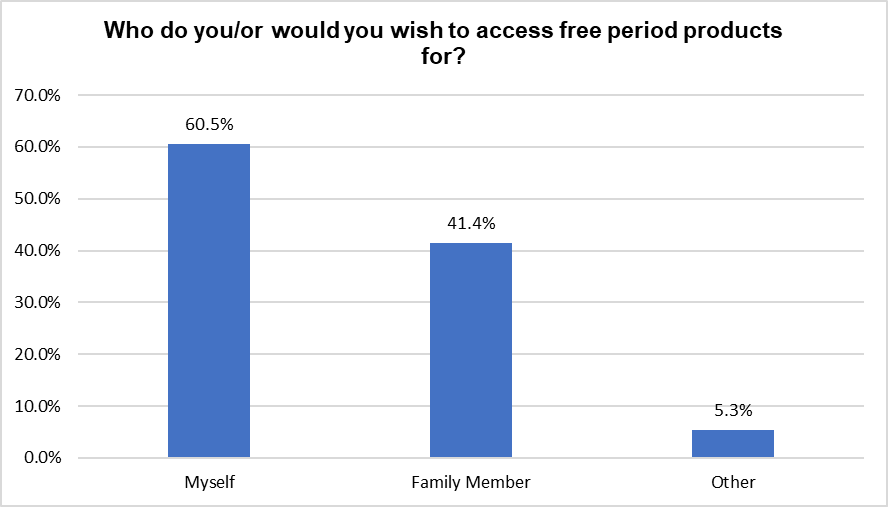 Who do you/or would you wish to access free period products
for?
70.0%
60.0%
50.0%
40.0%
30.0%
20.0%
10.0%
0.0%
60.5%
41.4%
5.3%
Myself
Family Member
Other